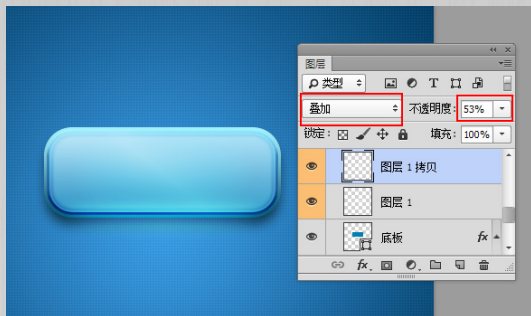 图层
类型
叠加 不透明度: 53%
锁定: 填充: 100%
图层 1 拷贝
图层 1
底板 fx
fx